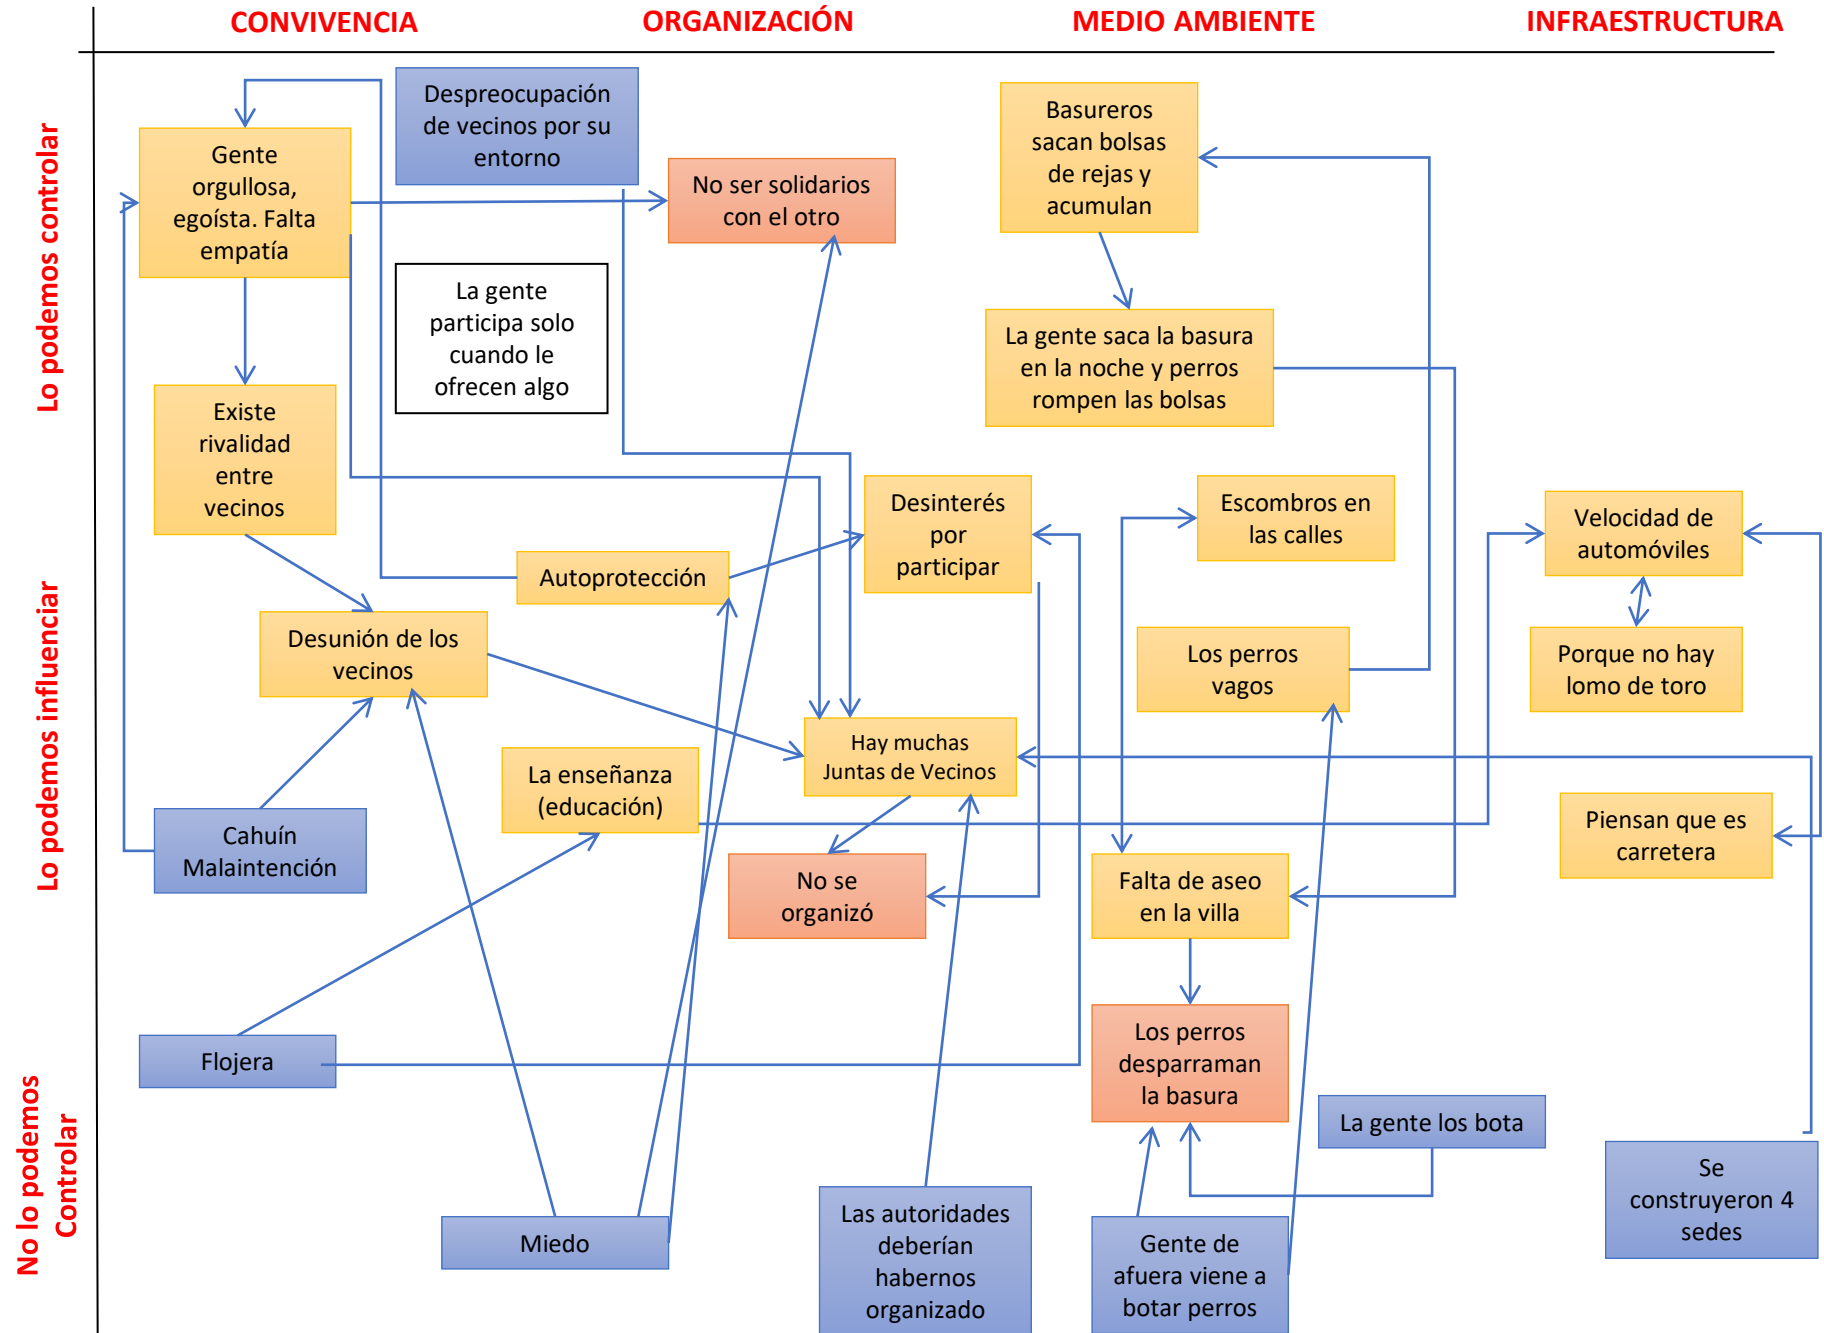 CONVIVENCIA
ORGANIZACIÓN
MEDIO AMBIENTE
INFRAESTRUCTURA
Lo podemos controlar
Gente
orgullosa,
egoísta. Falta
empatía
Despreocupación
de vecinos por su
entorno
No ser solidarios
con el otro
Basureros
sacan bolsas
de rejas y
acumulan
La gente
participa solo
cuando le
ofrecen algo
La gente saca la basura
en la noche y perros
rompen las bolsas
Existe
rivalidad
entre
vecinos
Lo podemos influenciar
Desinterés
por
participar
Escombros en
las calles
Velocidad de
automóviles
Autoprotección
Desunión de los
vecinos
Los perros
vagos
Porque no hay
lomo de toro
Hay muchas
Juntas de Vecinos
La enseñanza
(educación)
Cahuín
Malaintención
Piensan que es
carretera
No se
organizó
Falta de aseo
en la villa
No lo podemos
Controlar
Flojera
Los perros
desparraman
la basura
La gente los bota
Se
construyeron 4
sedes
Miedo
Las autoridades
deberían
habernos
organizado
Gente de
afuera viene a
botar perros